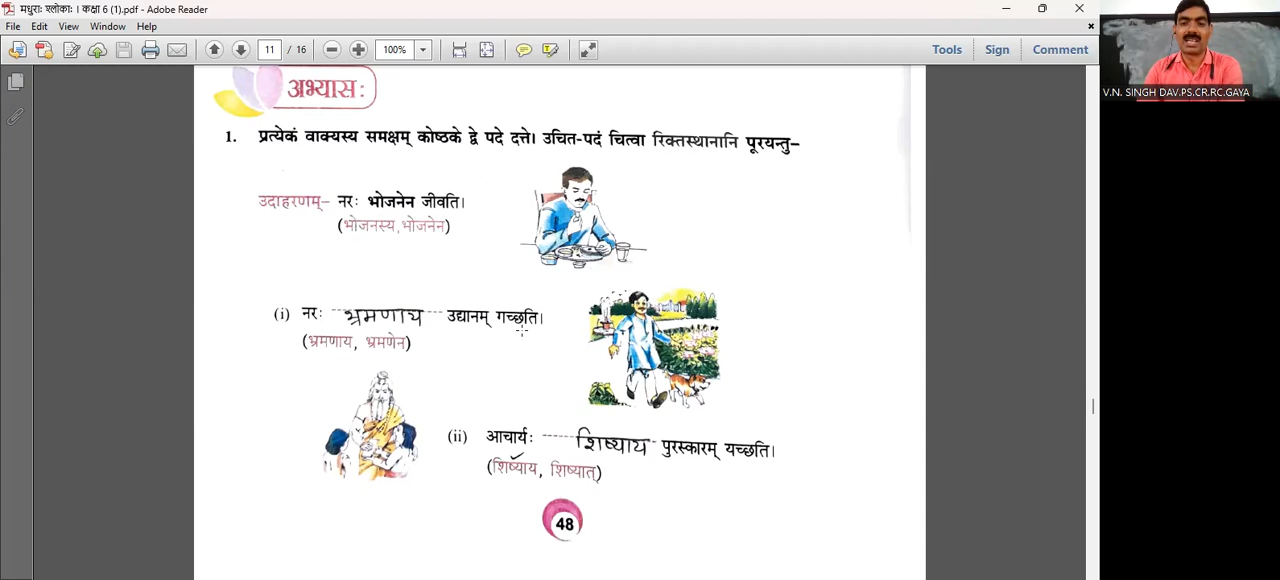 मधुराः श्लोकाः । कक्षा 6 (1).pdf - Adobe Reader
File Edit View Window Help
11 / 16 100% Tools Sign Comment
V.N. SINGH DAV.PS.CR.RC.GAYA
अभ्यासः
1. प्रत्येकं वाक्यस्य समक्षम् कोष्ठके द्वे पदे दत्ते। उचित-पदं चित्वा रिक्तस्थानानि पूरयन्तु–
उदाहरणम्– नरः भोजनेन जीवति।
(भोजनस्य, भोजनेन)
(i) नरः भ्रमणाय उद्यानम् गच्छति।
(भ्रमणाय, भ्रमणेन)
(ii) आचार्यः शिष्याय पुरस्कारम् यच्छति।
(शिष्याय, शिष्यात्)
48